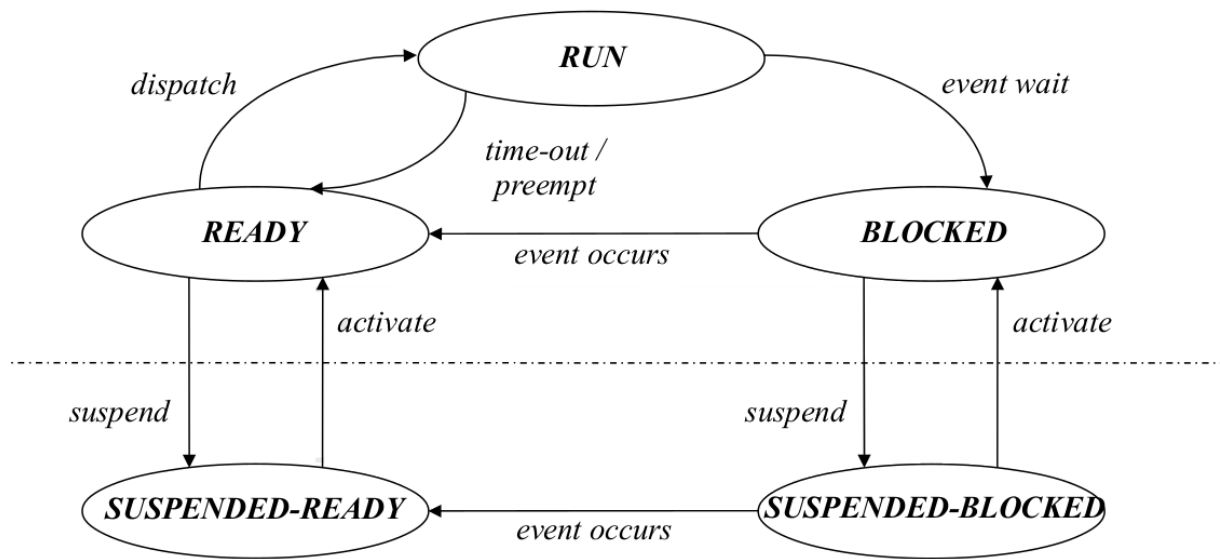 RUN
dispatch
event wait
time-out /
preempt
READY
BLOCKED
event occurs
activate
activate
suspend
suspend
SUSPENDED-READY
SUSPENDED-BLOCKED
event occurs